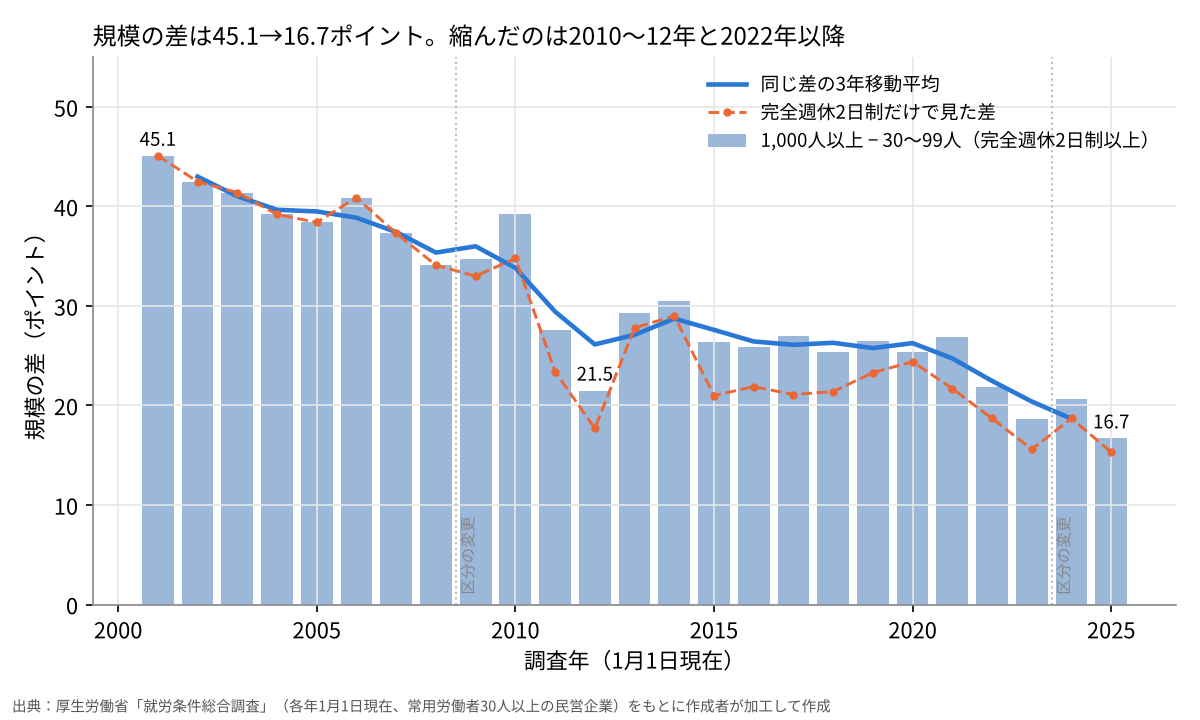 規模の差は45.1→16.7ポイント。縮んだのは2010〜12年と2022年以降
同じ差の3年移動平均
完全週休2日制だけで見た差
1,000人以上－30〜99人（完全週休2日制以上）
規模の差（ポイント）
50
40
30
20
10
0
45.1
21.5
16.7
区分の変更
区分の変更
2000
2005
2010
2015
2020
2025
調査年（1月1日現在）
出典：厚生労働省「就労条件総合調査」（各年1月1日現在、常用労働者30人以上の民営企業）をもとに作成者が加工して作成